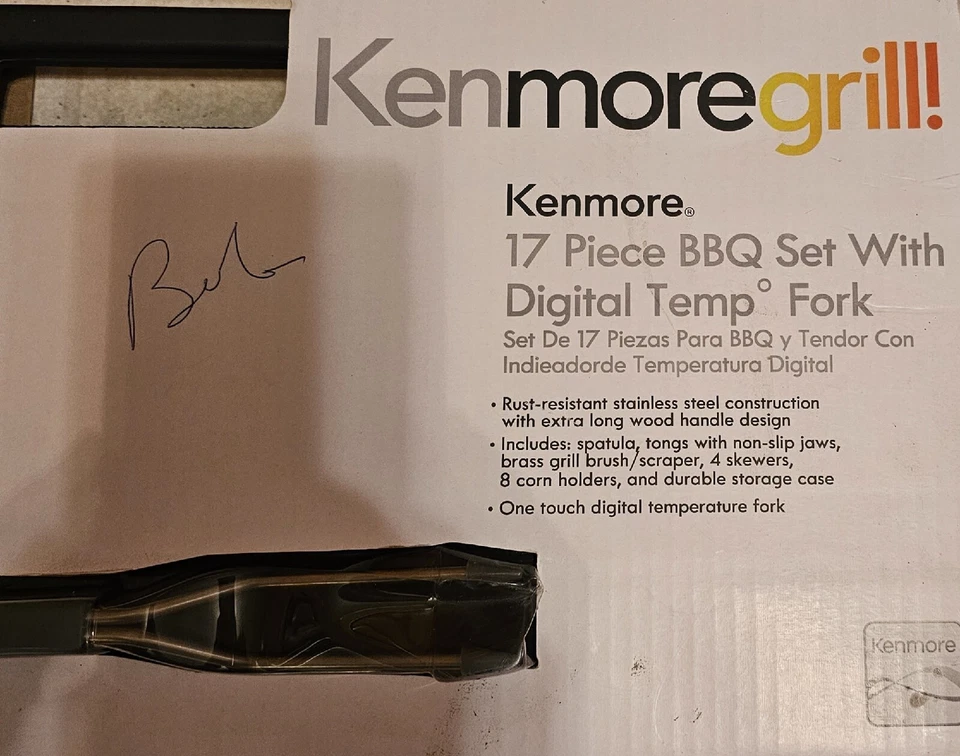 Kenmoregrill!
Kenmore®
17 Piece BBQ Set With
Digital Temp° Fork
Set De 17 Piezas Para BBQ y Tendor Con
Indieadorde Temperatura Digital
• Rust-resistant stainless steel construction
with extra long wood handle design
• Includes: spatula, tongs with non-slip jaws,
brass grill brush/scraper, 4 skewers,
8 corn holders, and durable storage case
• One touch digital temperature fork
Kenmore